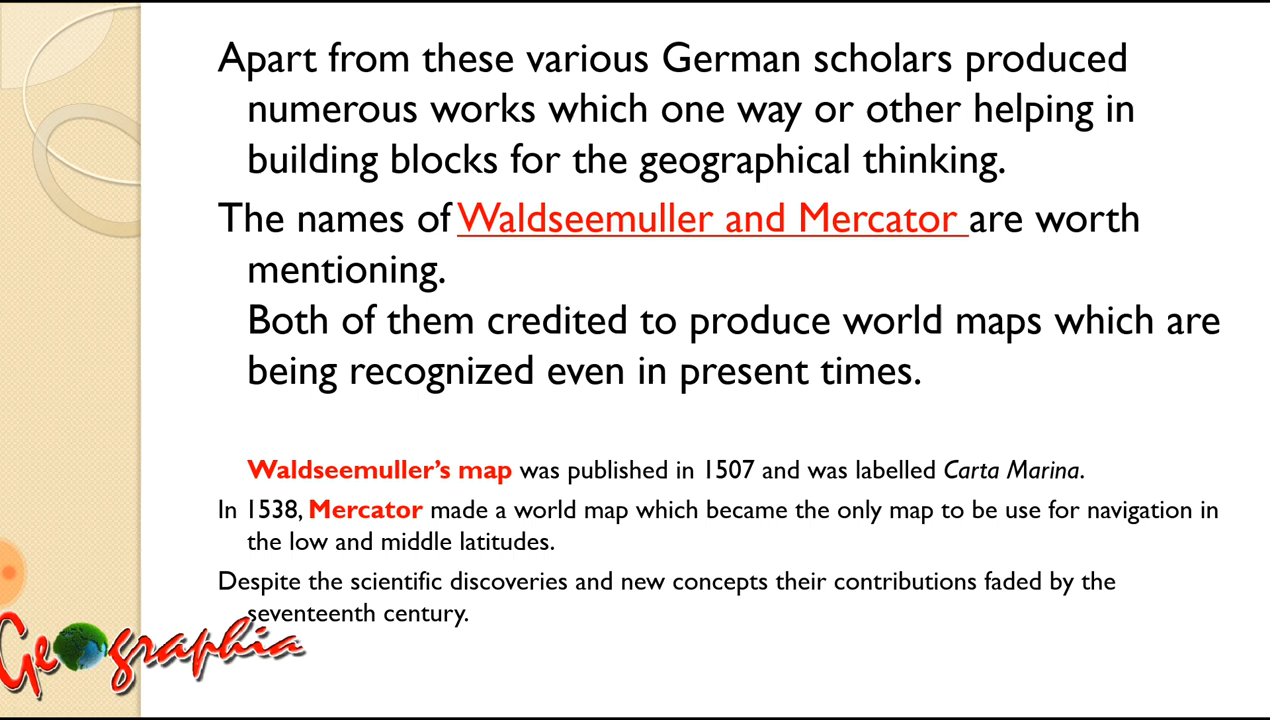 Apart from these various German scholars produced
numerous works which one way or other helping in
building blocks for the geographical thinking.
The names of Waldseemuller and Mercator are worth
mentioning.
Both of them credited to produce world maps which are
being recognized even in present times.
Waldseemuller’s map was published in 1507 and was labelled Carta Marina.
In 1538, Mercator made a world map which became the only map to be use for navigation in
the low and middle latitudes.
Despite the scientific discoveries and new concepts their contributions faded by the
seventeenth century.
Geographia